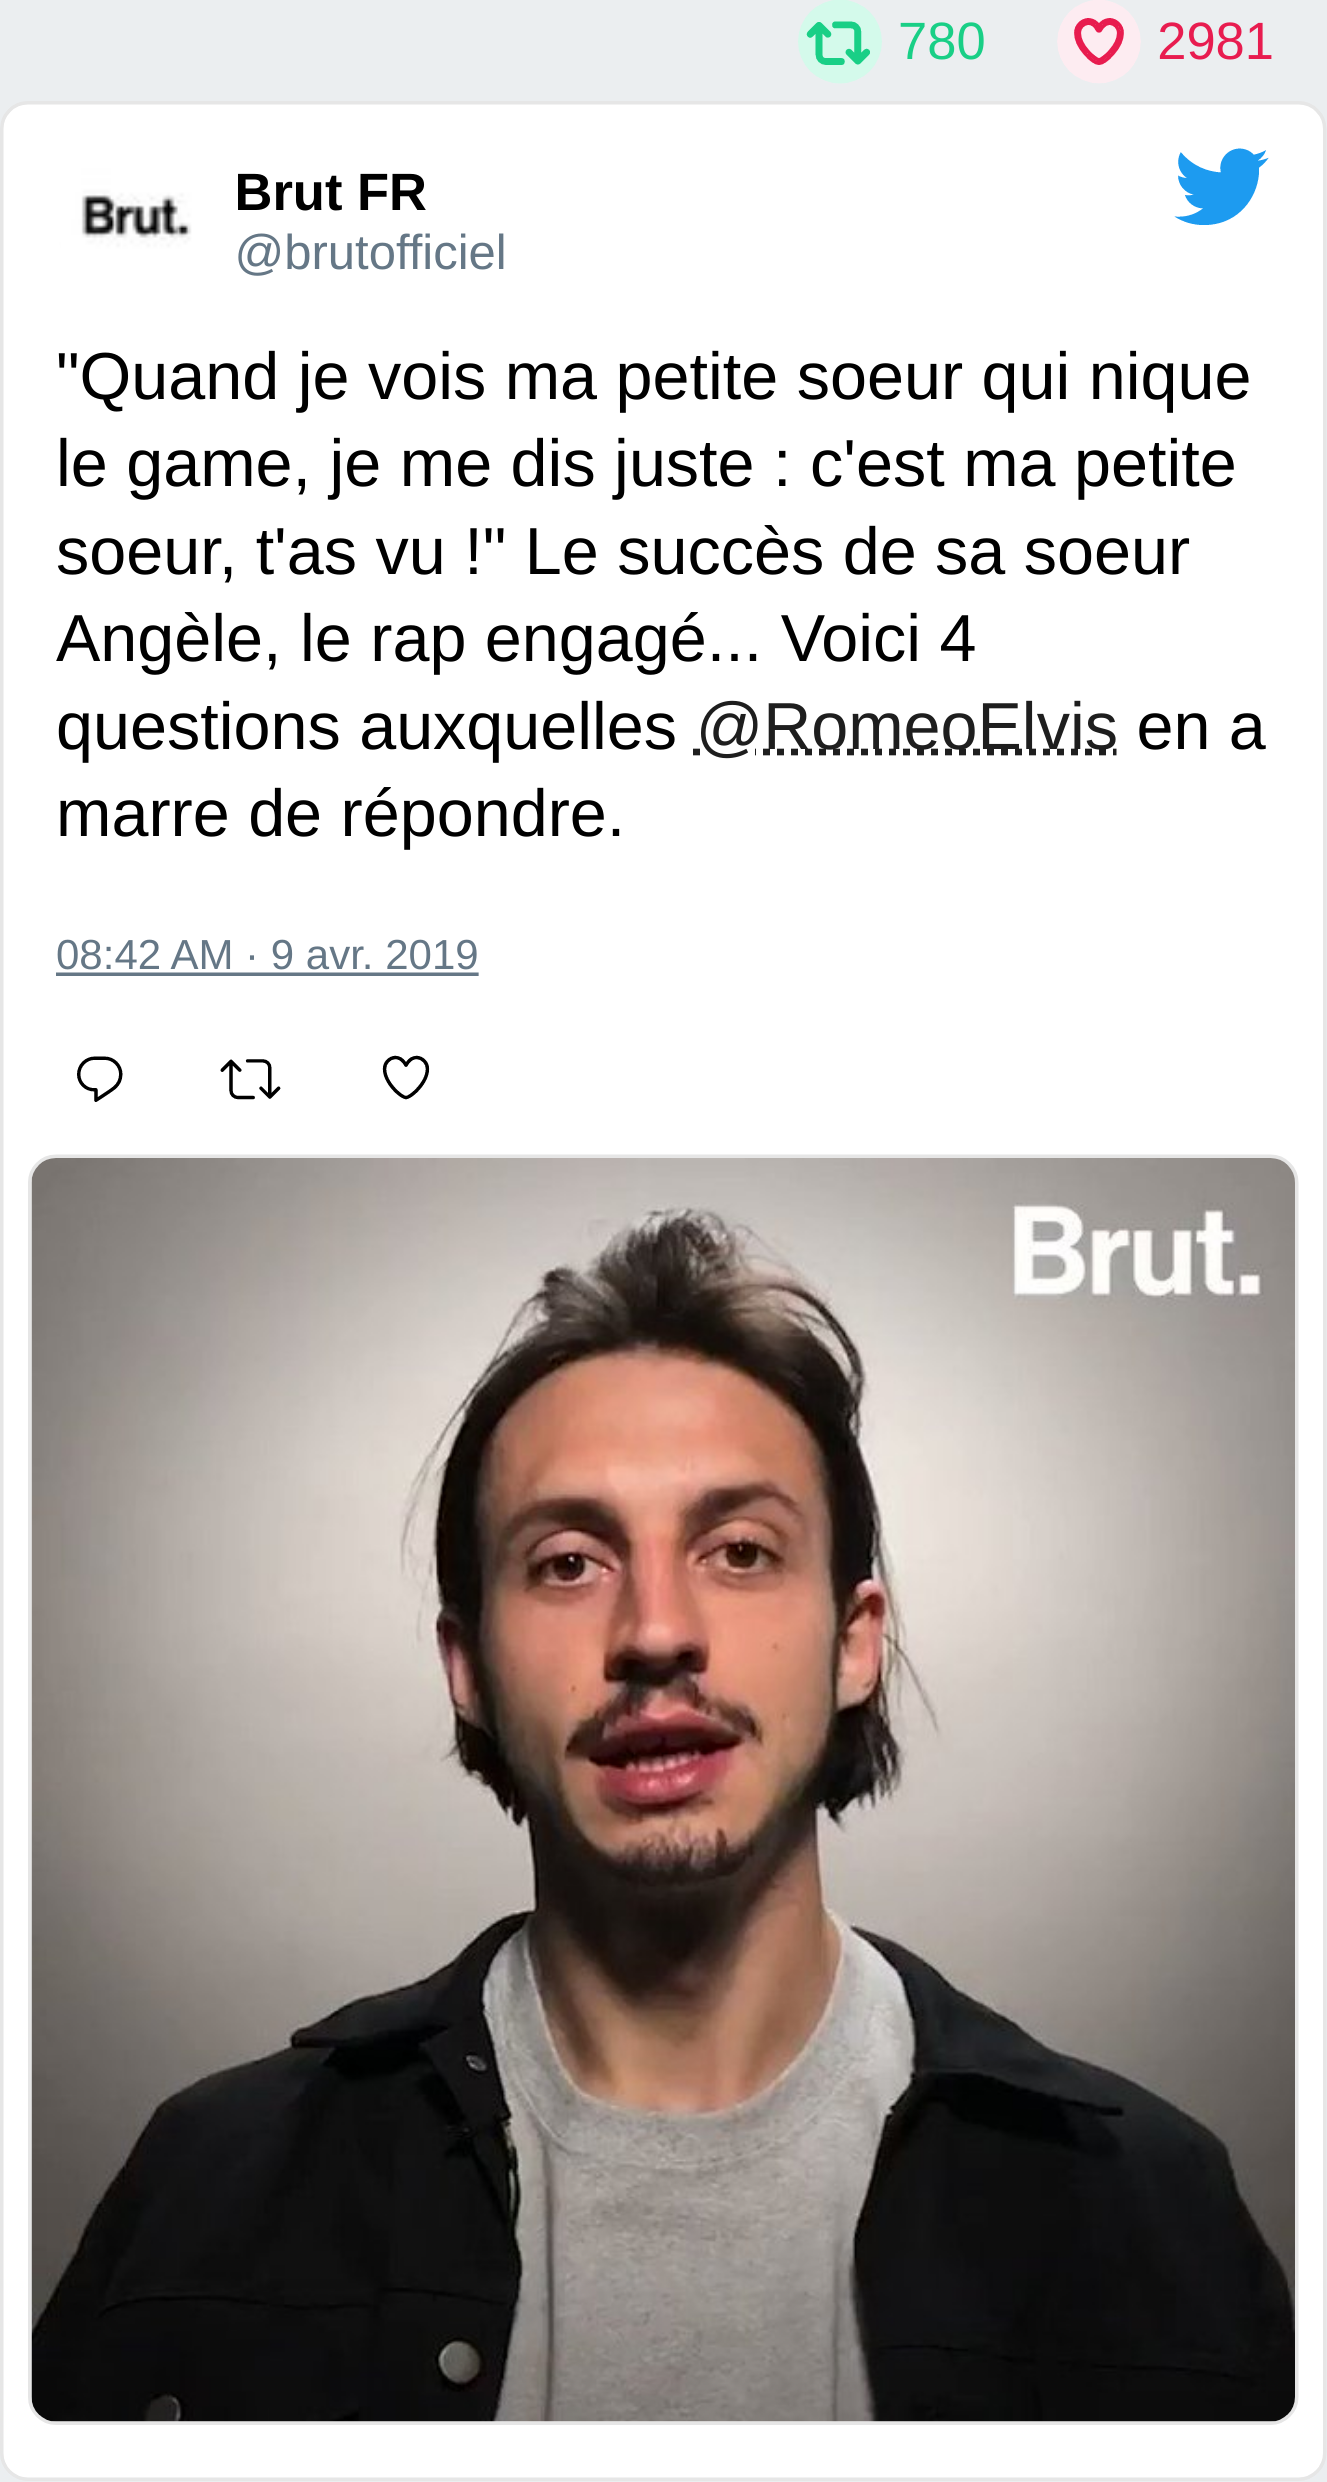 780 2981
Brut.
Brut FR
@brutofficiel
"Quand je vois ma petite soeur qui nique
le game, je me dis juste : c'est ma petite
soeur, t'as vu !" Le succès de sa soeur
Angèle, le rap engagé... Voici 4
questions auxquelles @RomeoElvis en a
marre de répondre.
08:42 AM · 9 avr. 2019
Brut.